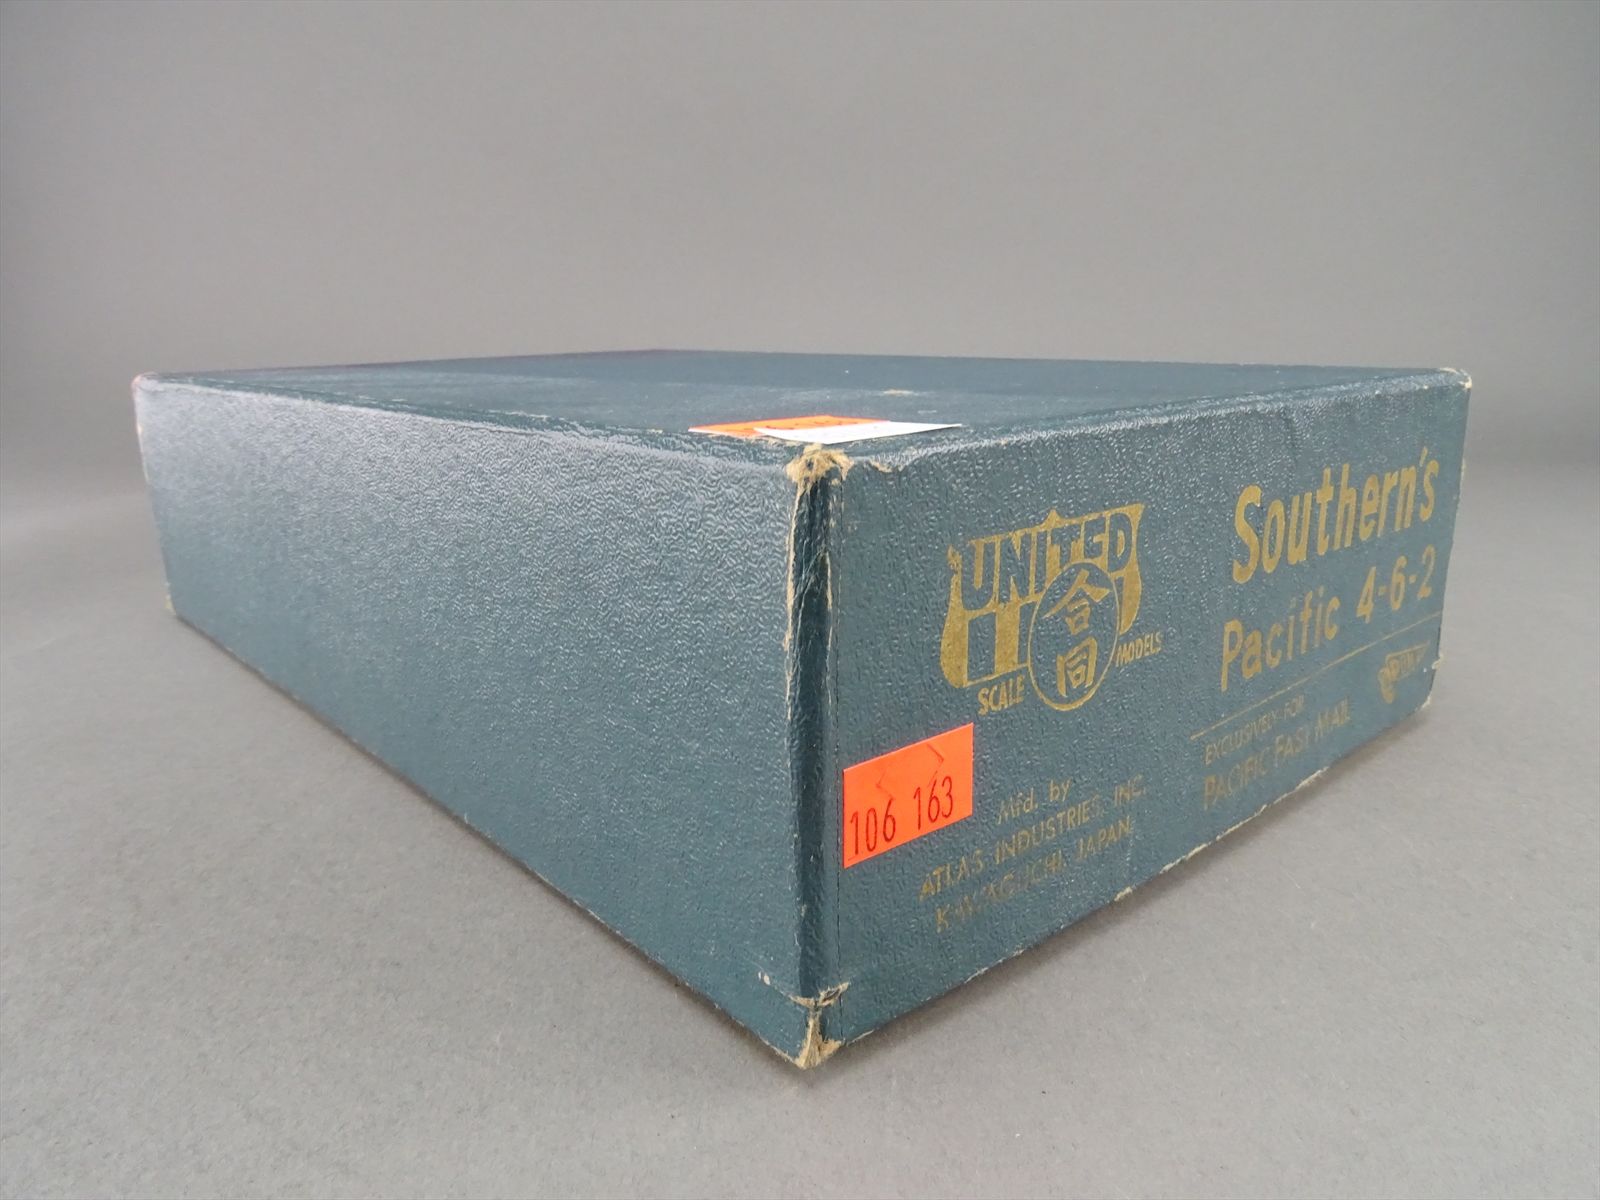 UNITED
合同
SCALE MODELS
Southern's
Pacific 4-6-2
EXCLUSIVELY FOR
PACIFIC FAST MAIL
106 163
Mfd. by
ATLAS INDUSTRIES, INC.
KAWAGUCHI, JAPAN